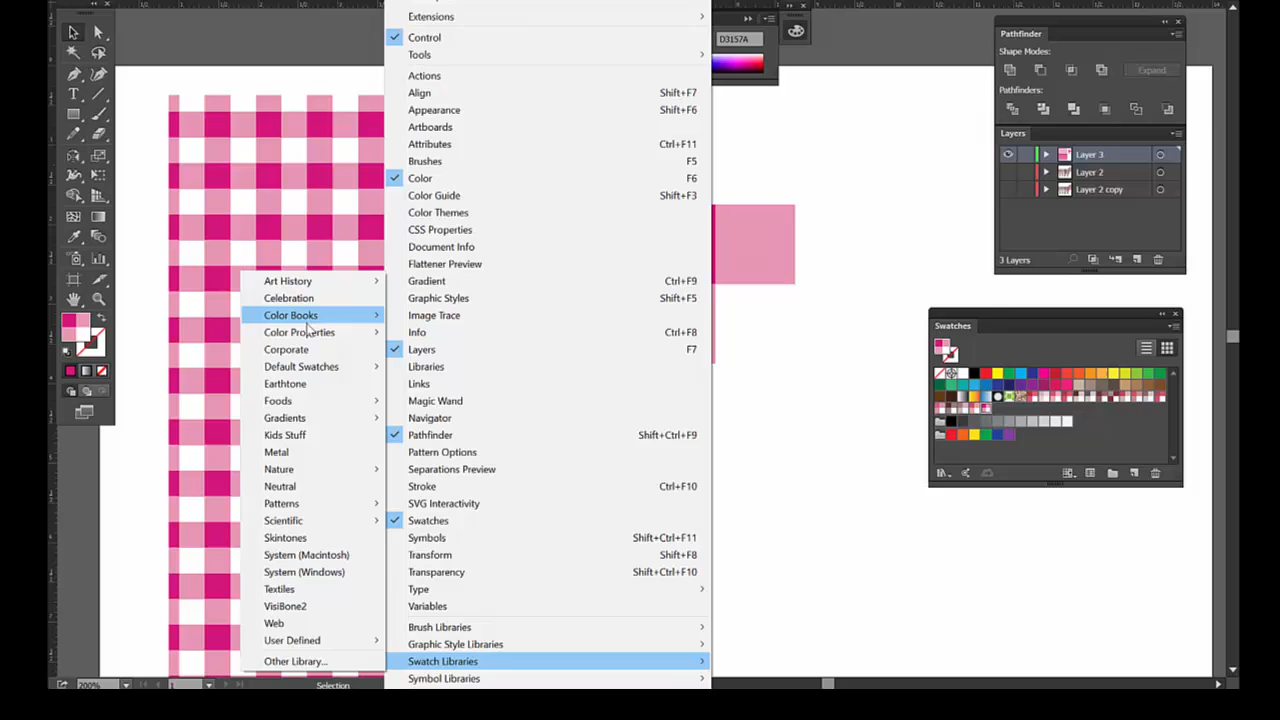 Extensions
Control
Tools
Actions
Align Shift+F7
Appearance Shift+F6
Artboards
Attributes Ctrl+F11
Brushes F5
Color F6
Color Guide Shift+F3
Color Themes
CSS Properties
Document Info
Flattener Preview
Gradient Ctrl+F9
Graphic Styles Shift+F5
Image Trace
Info Ctrl+F8
Layers F7
Libraries
Links
Magic Wand
Navigator
Pathfinder Shift+Ctrl+F9
Pattern Options
Separations Preview
Stroke Ctrl+F10
SVG Interactivity
Swatches
Symbols Shift+Ctrl+F11
Transform Shift+F8
Transparency Shift+Ctrl+F10
Type
Variables
Brush Libraries
Graphic Style Libraries
Swatch Libraries
Symbol Libraries
Art History
Celebration
Color Books
Color Properties
Corporate
Default Swatches
Earthtone
Foods
Gradients
Kids Stuff
Metal
Nature
Neutral
Patterns
Scientific
Skintones
System (Macintosh)
System (Windows)
Textiles
VisiBone2
Web
User Defined
Other Library...
D3157A
Pathfinder
Shape Modes:
Expand
Pathfinders:
Layers
Layer 3
Layer 2
Layer 2 copy
3 Layers
Swatches
200% 1 Selection